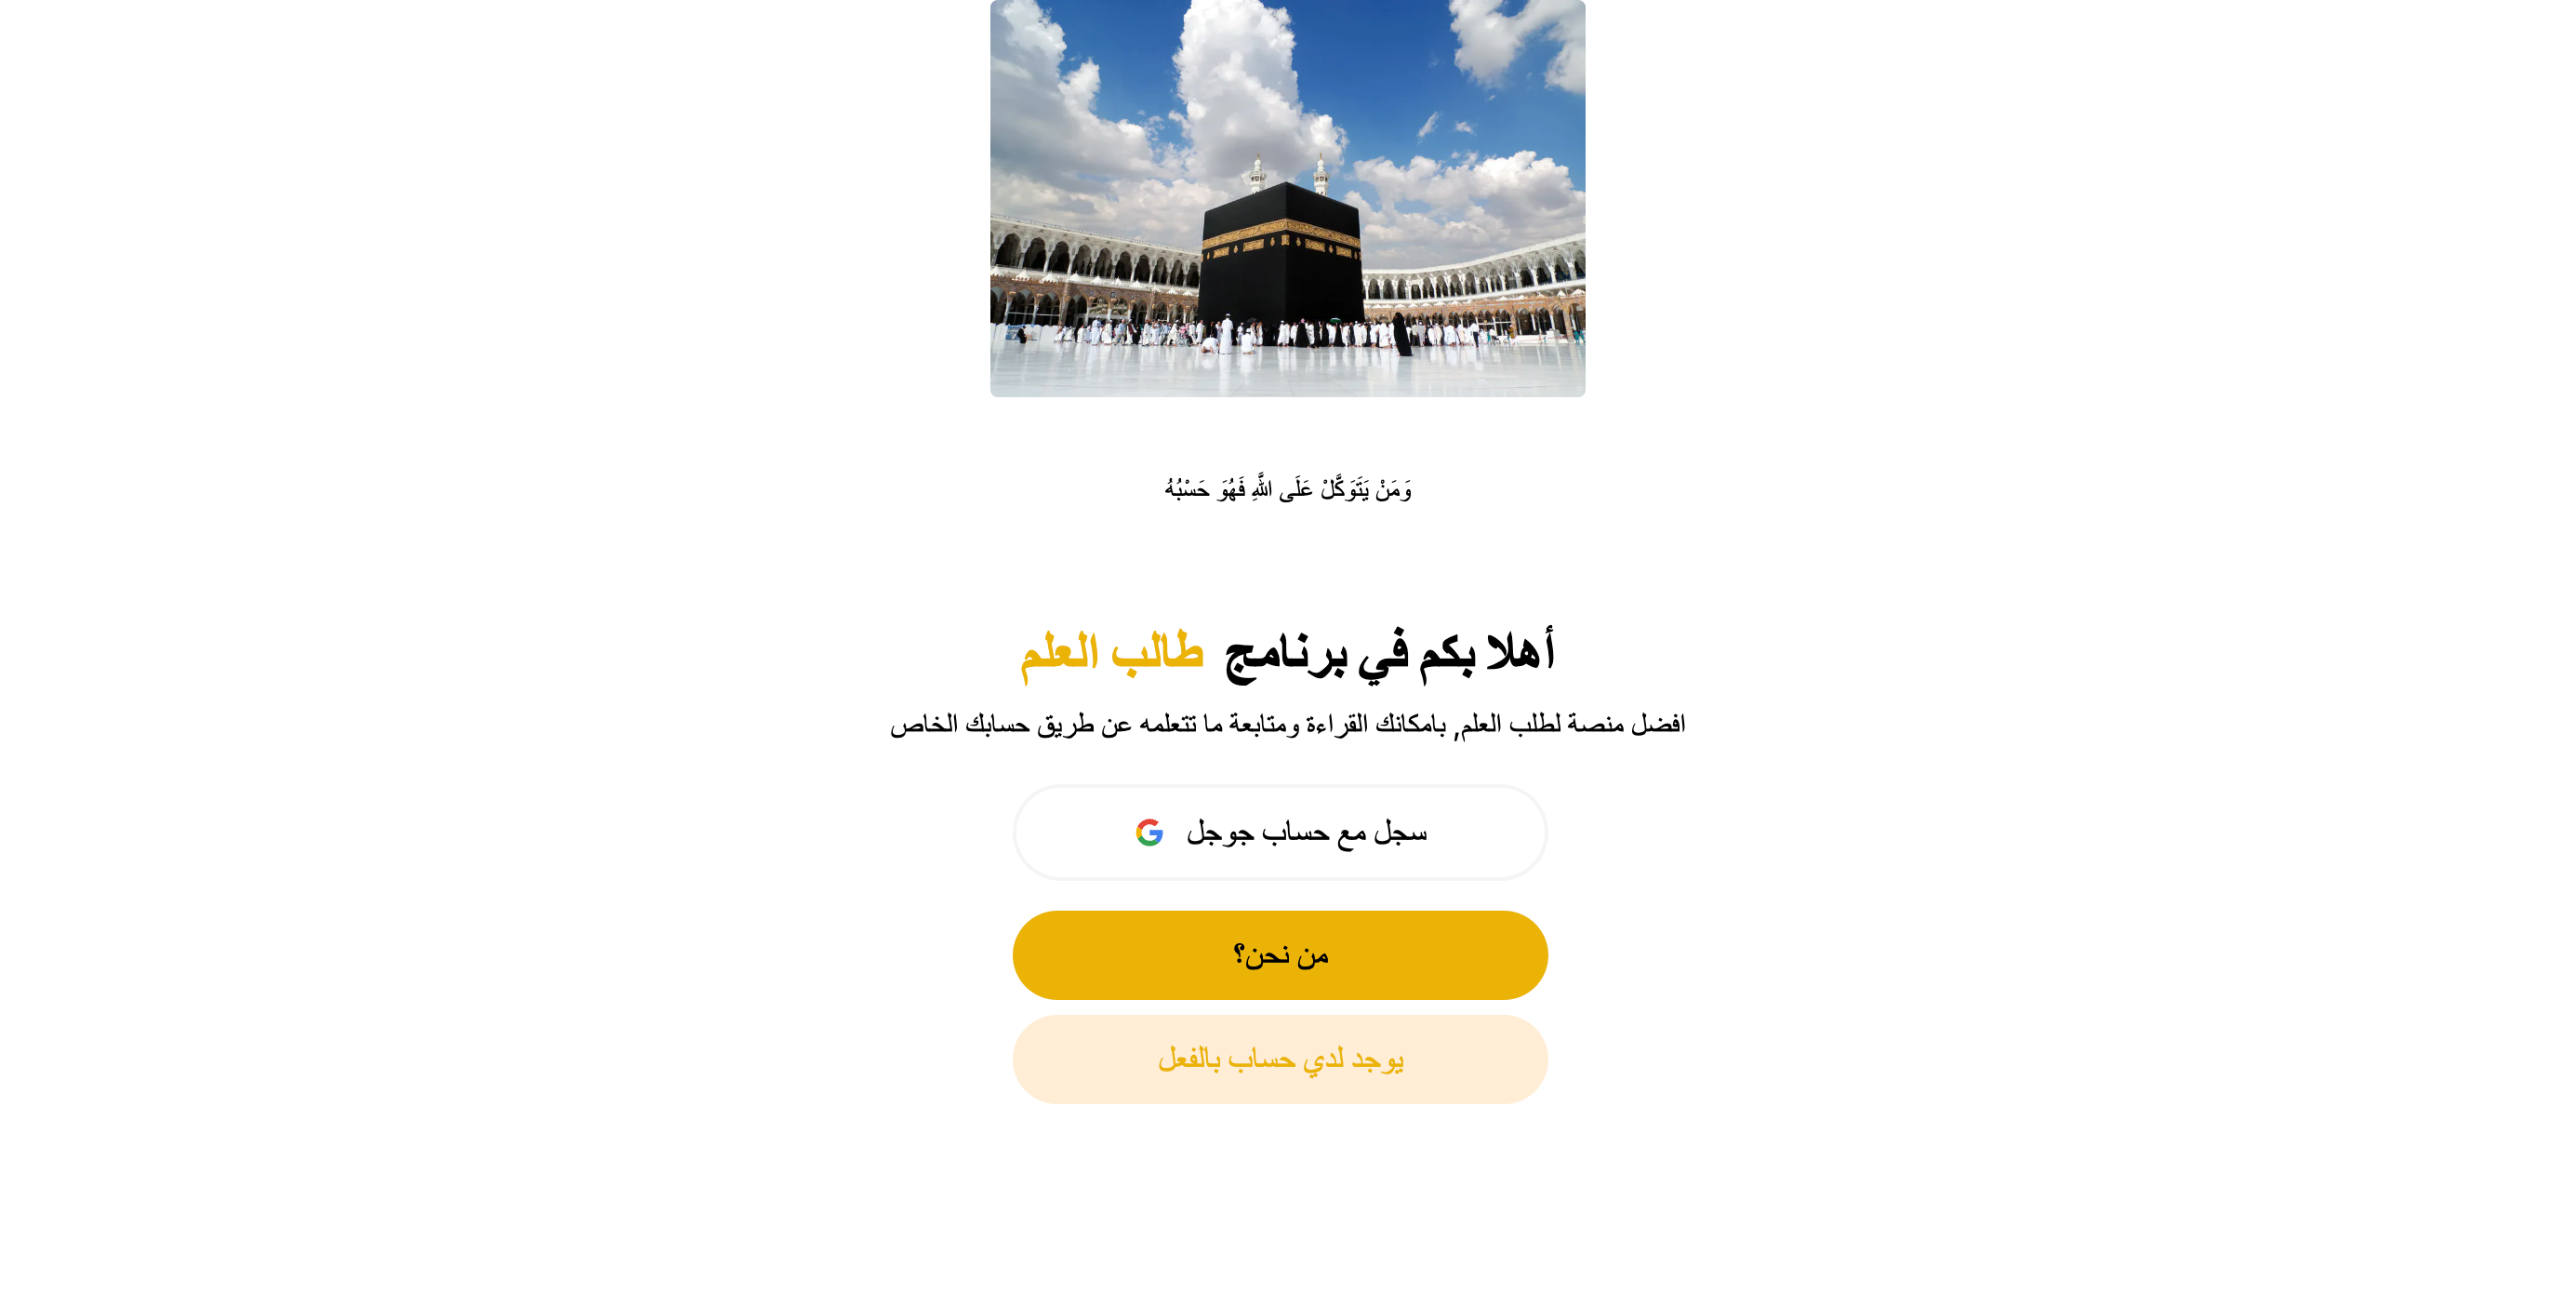 وَمَنْ يَتَوَكَّلْ عَلَى اللَّهِ فَهُوَ حَسْبُهُ
أهلا بكم في برنامج طالب العلم
افضل منصة لطلب العلم, بامكانك القراءة ومتابعة ما تتعلمه عن طريق حسابك الخاص
سجل مع حساب جوجل
من نحن؟
يوجد لدي حساب بالفعل